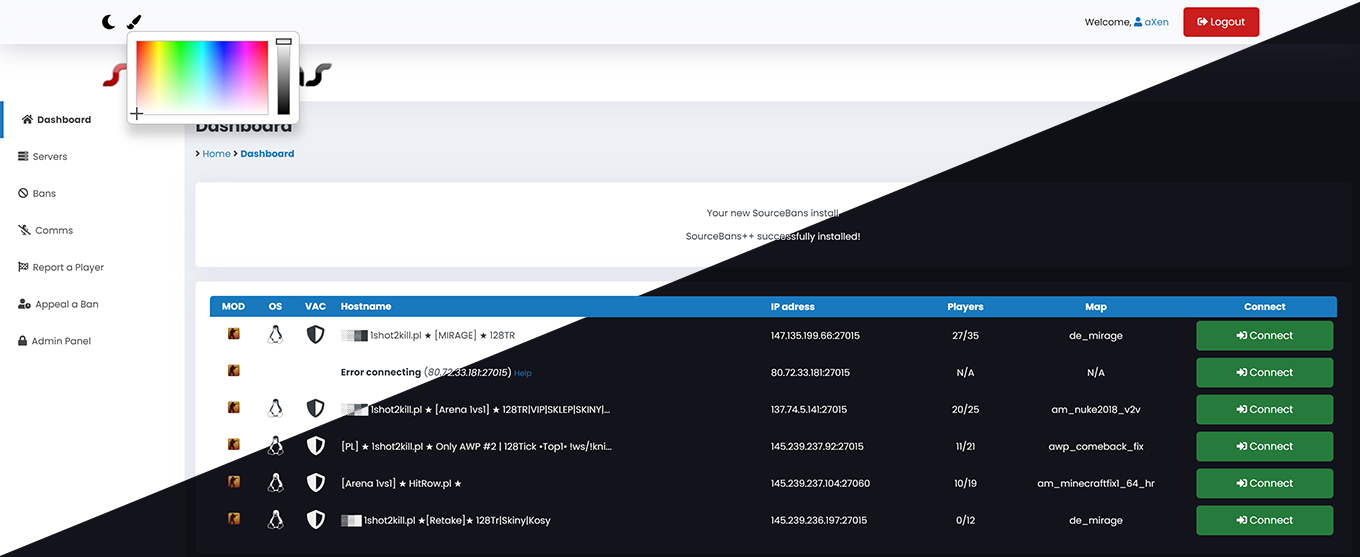 Welcome, aXen Logout
Dashboard
Servers
Bans
Comms
Report a Player
Appeal a Ban
Admin Panel
Dashboard
Home Dashboard
Your new SourceBans install
SourceBans++ successfully installed!
MOD OS VAC Hostname IP adress Players Map Connect
1shot2kill.pl ★ [MIRAGE] ★ 128TR 147.135.199.66:27015 27/35 de_mirage Connect
Error connecting (80.72.33.181:27015) Help 80.72.33.181:27015 N/A N/A Connect
1shot2kill.pl ★ [Arena 1vs1] ★ 128TR|VIP|SKLEP|SKINY|... 137.74.5.141:27015 20/25 am_nuke2018_v2v Connect
[PL] ★ 1shot2kill.pl ★ Only AWP #2 | 128Tick •Top1• !ws/!kni... 145.239.237.92:27015 11/21 awp_comeback_fix Connect
[Arena 1vs1] ★ HitRow.pl ★ 145.239.237.104:27060 10/19 am_minecraftfix1_64_hr Connect
1shot2kill.pl ★[Retake]★ 128Tr|Skiny|Kosy 145.239.236.197:27015 0/12 de_mirage Connect